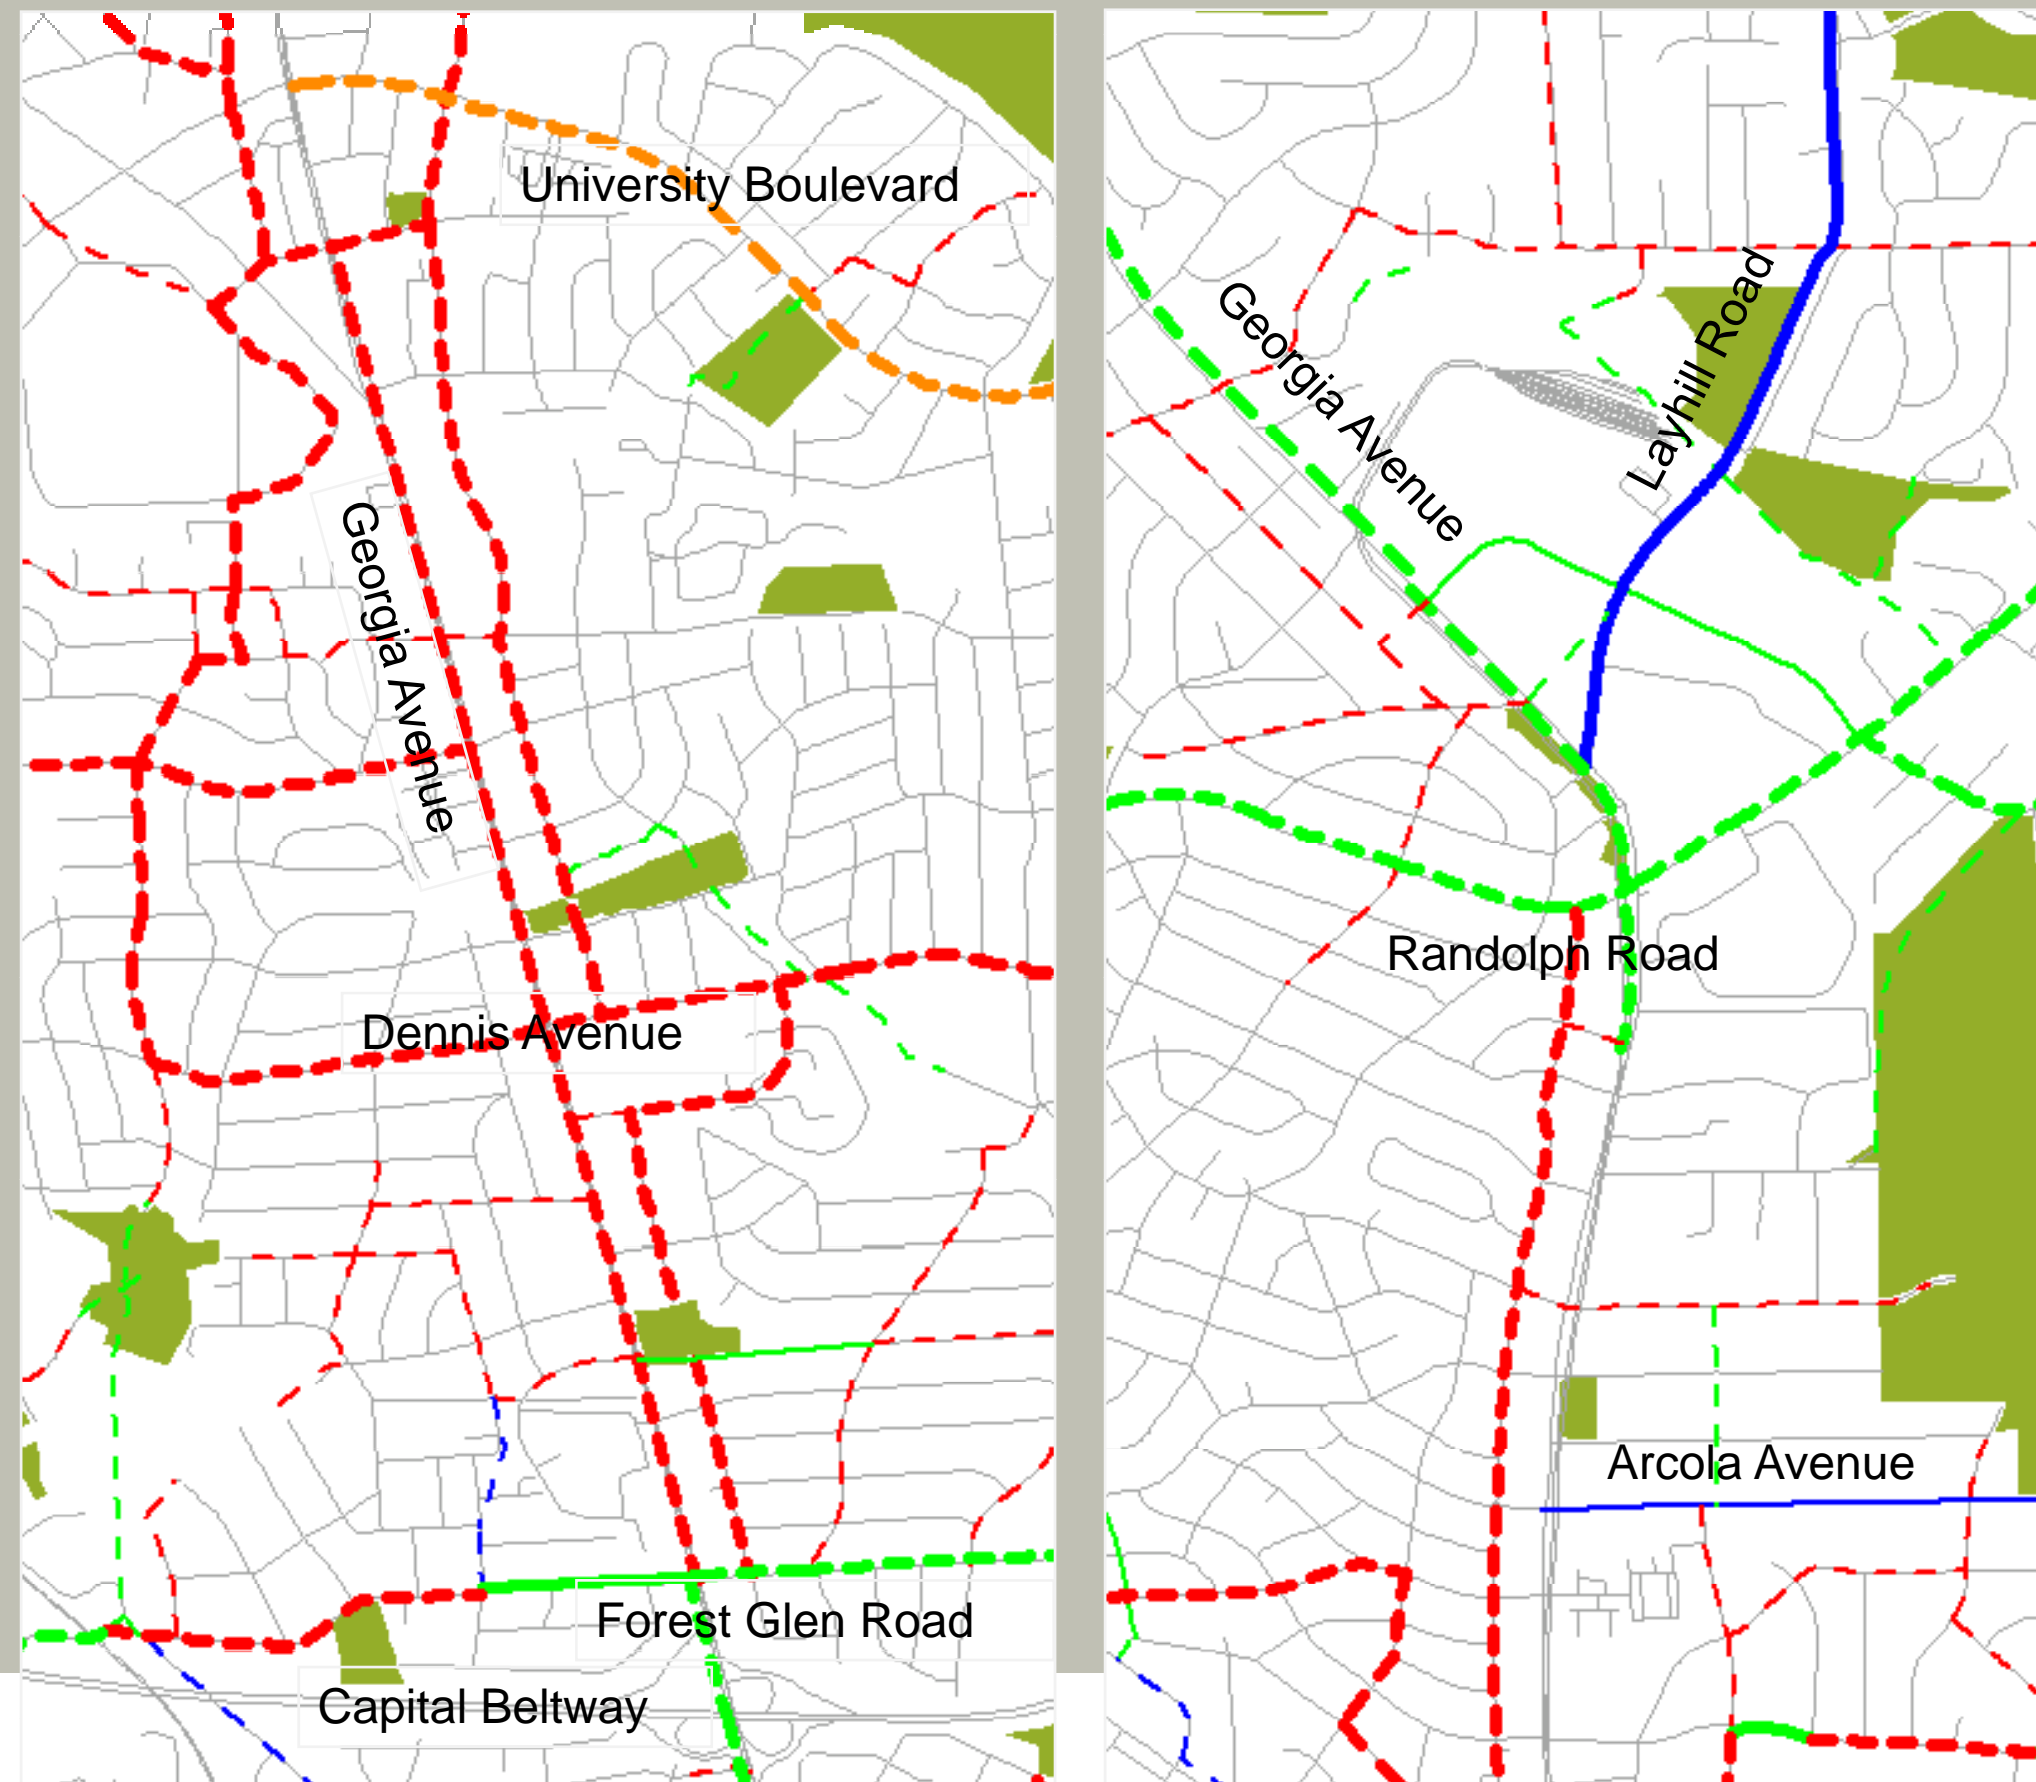 University Boulevard
Georgia Avenue
Dennis Avenue
Forest Glen Road
Capital Beltway
Georgia Avenue
Layhill Road
Randolph Road
Arcola Avenue